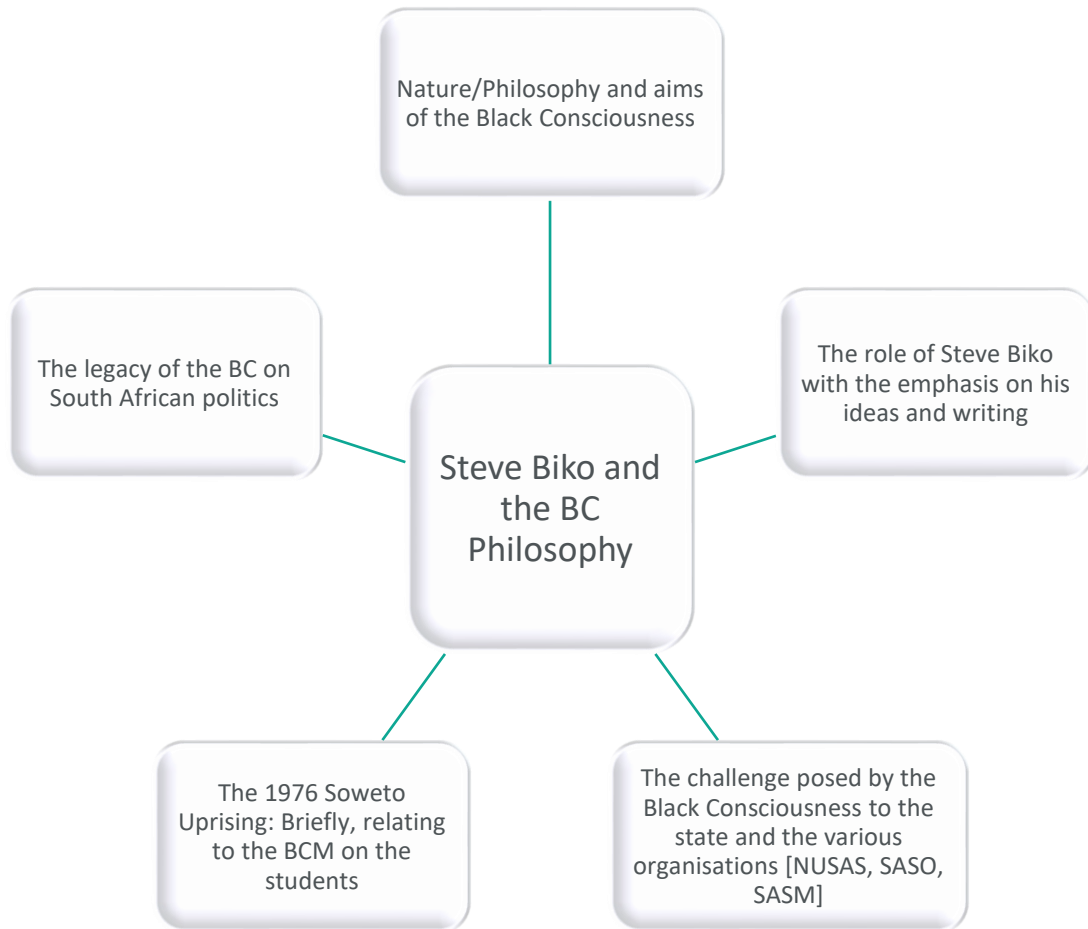 Nature/Philosophy and aims
of the Black Consciousness
The legacy of the BC on
South African politics
The role of Steve Biko
with the emphasis on his
ideas and writing
Steve Biko and
the BC
Philosophy
The 1976 Soweto
Uprising: Briefly, relating
to the BCM on the
students
The challenge posed by the
Black Consciousness to the
state and the various
organisations [NUSAS, SASO,
SASM]